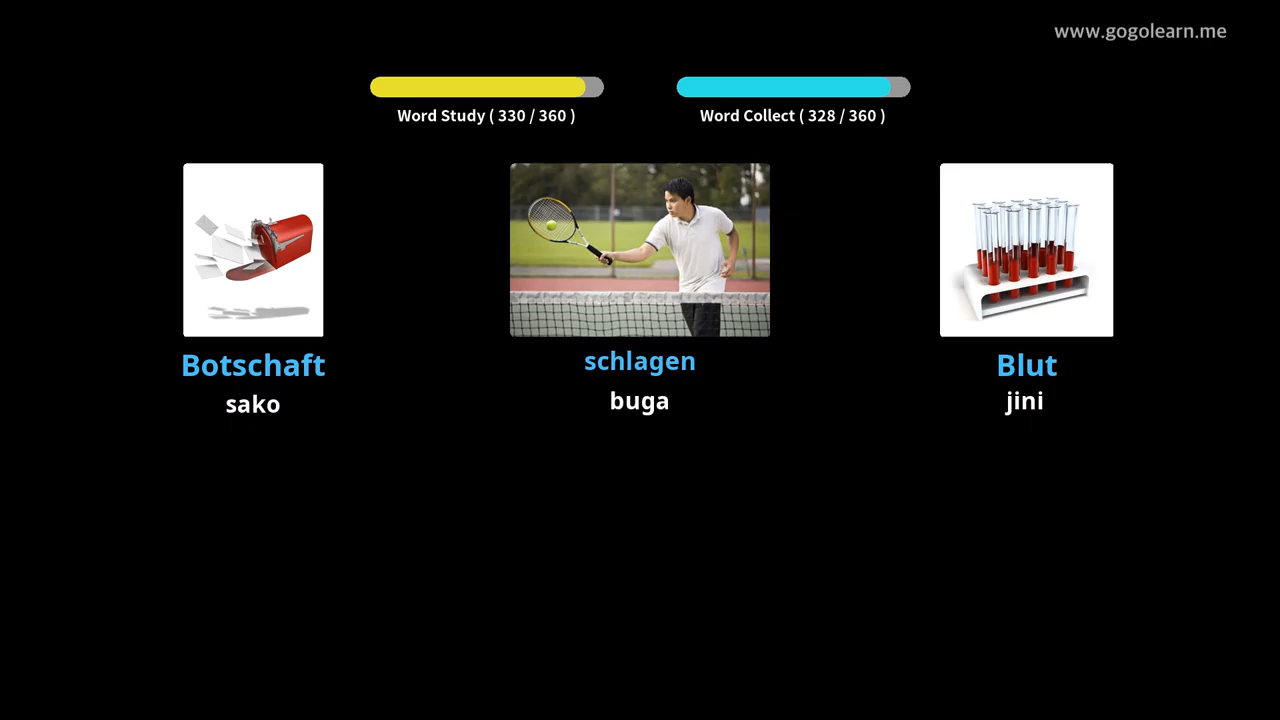 www.gogolearn.me
Word Study ( 330 / 360 )
Word Collect ( 328 / 360 )
Botschaft
sako
schlagen
buga
Blut
jini